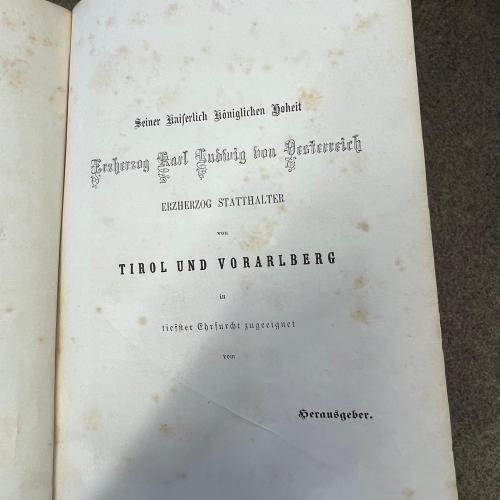 Seiner Kaiserlich Königlichen Hoheit
Erzherzog Karl Ludwig von Oesterreich
ERZHERZOG STATTHALTER
von
TIROL UND VORARLBERG
in
tiefster Ehrfurcht zugeeignet
vom
Herausgeber.